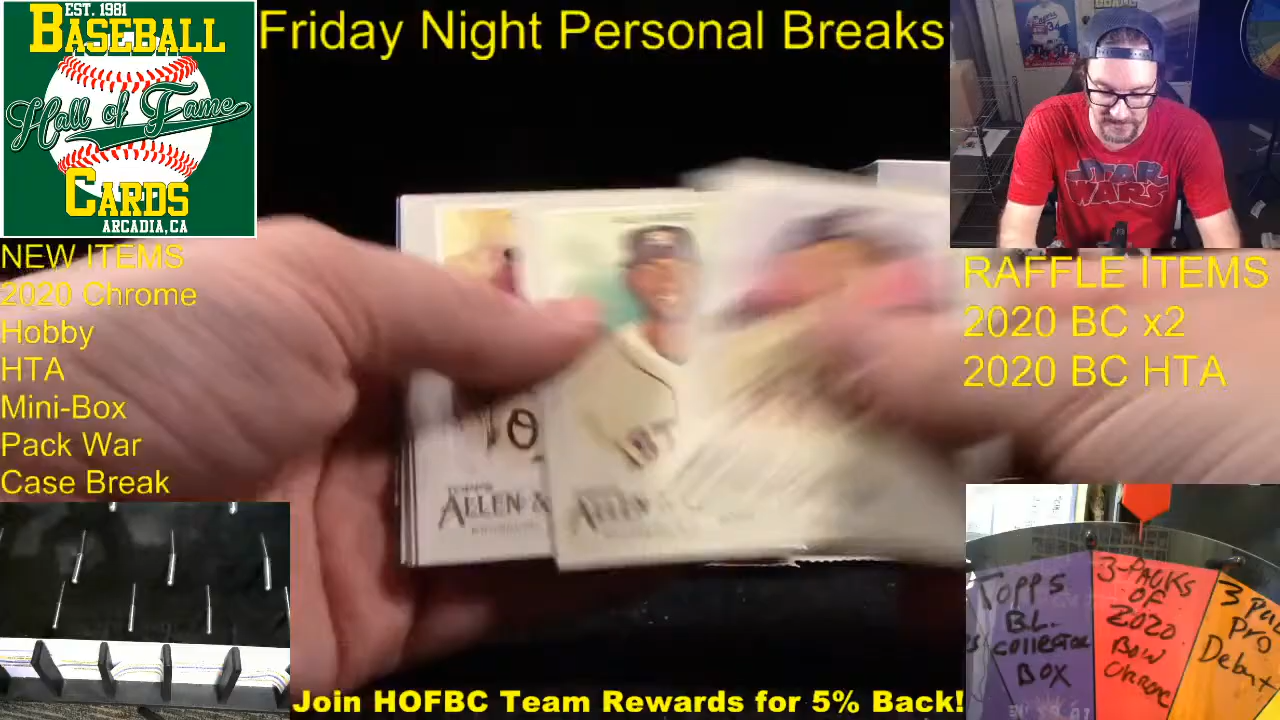 EST. 1981
BASEBALL
Hall of Fame
CARDS
ARCADIA, CA
Friday Night Personal Breaks
NEW ITEMS
2020 Chrome
Hobby
HTA
Mini-Box
Pack War
Case Break
STAR
WARS
RAFFLE ITEMS
2020 BC x2
2020 BC HTA
TOPPS
ALLEN &
ALLEN &
TOPPS
BL.
COLLECTOR
BOX
3-PACKS
OF
2020
BOW
Chrome
3
Pro
Debut
Join HOFBC Team Rewards for 5% Back!